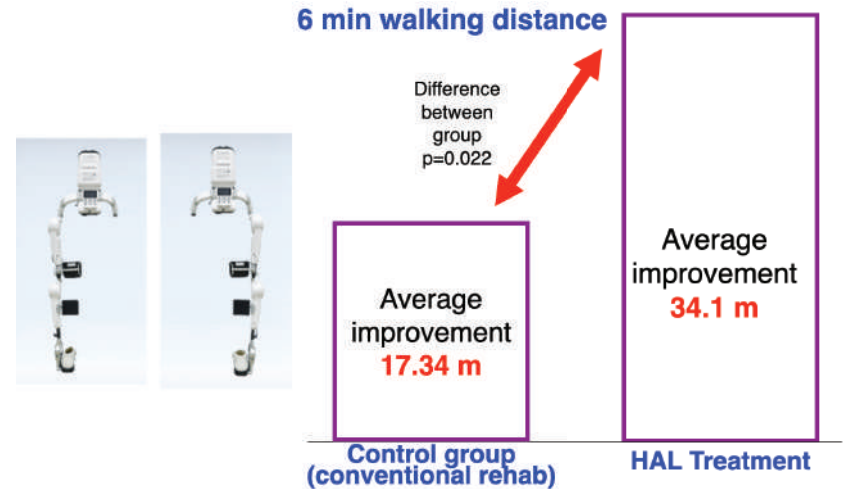 6 min walking distance
Difference
between
group
p=0.022
Average
improvement
17.34 m
Average
improvement
34.1 m
Control group
(conventional rehab)
HAL Treatment